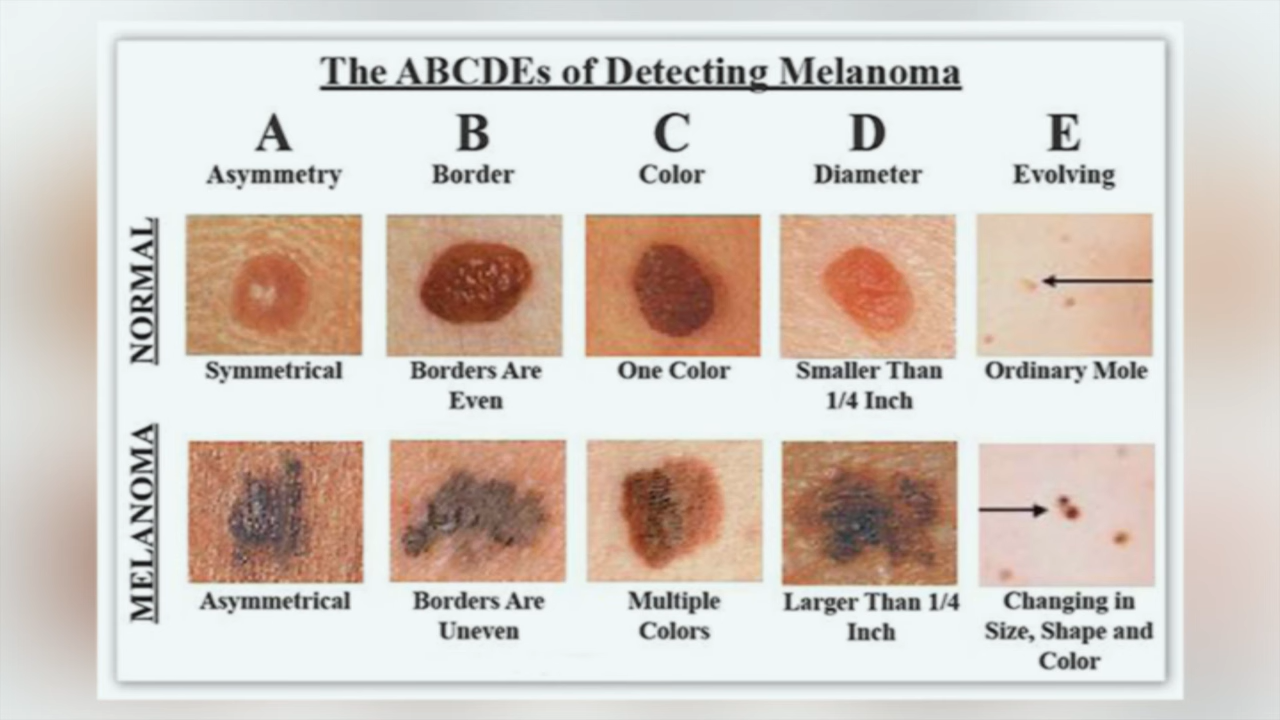 The ABCDEs of Detecting Melanoma
A B C D E
Asymmetry Border Color Diameter Evolving
NORMAL
Symmetrical Borders Are One Color Smaller Than Ordinary Mole
Even 1/4 Inch
MELANOMA
Asymmetrical Borders Are Multiple Larger Than 1/4 Changing in
Uneven Colors Inch Size, Shape and
Color